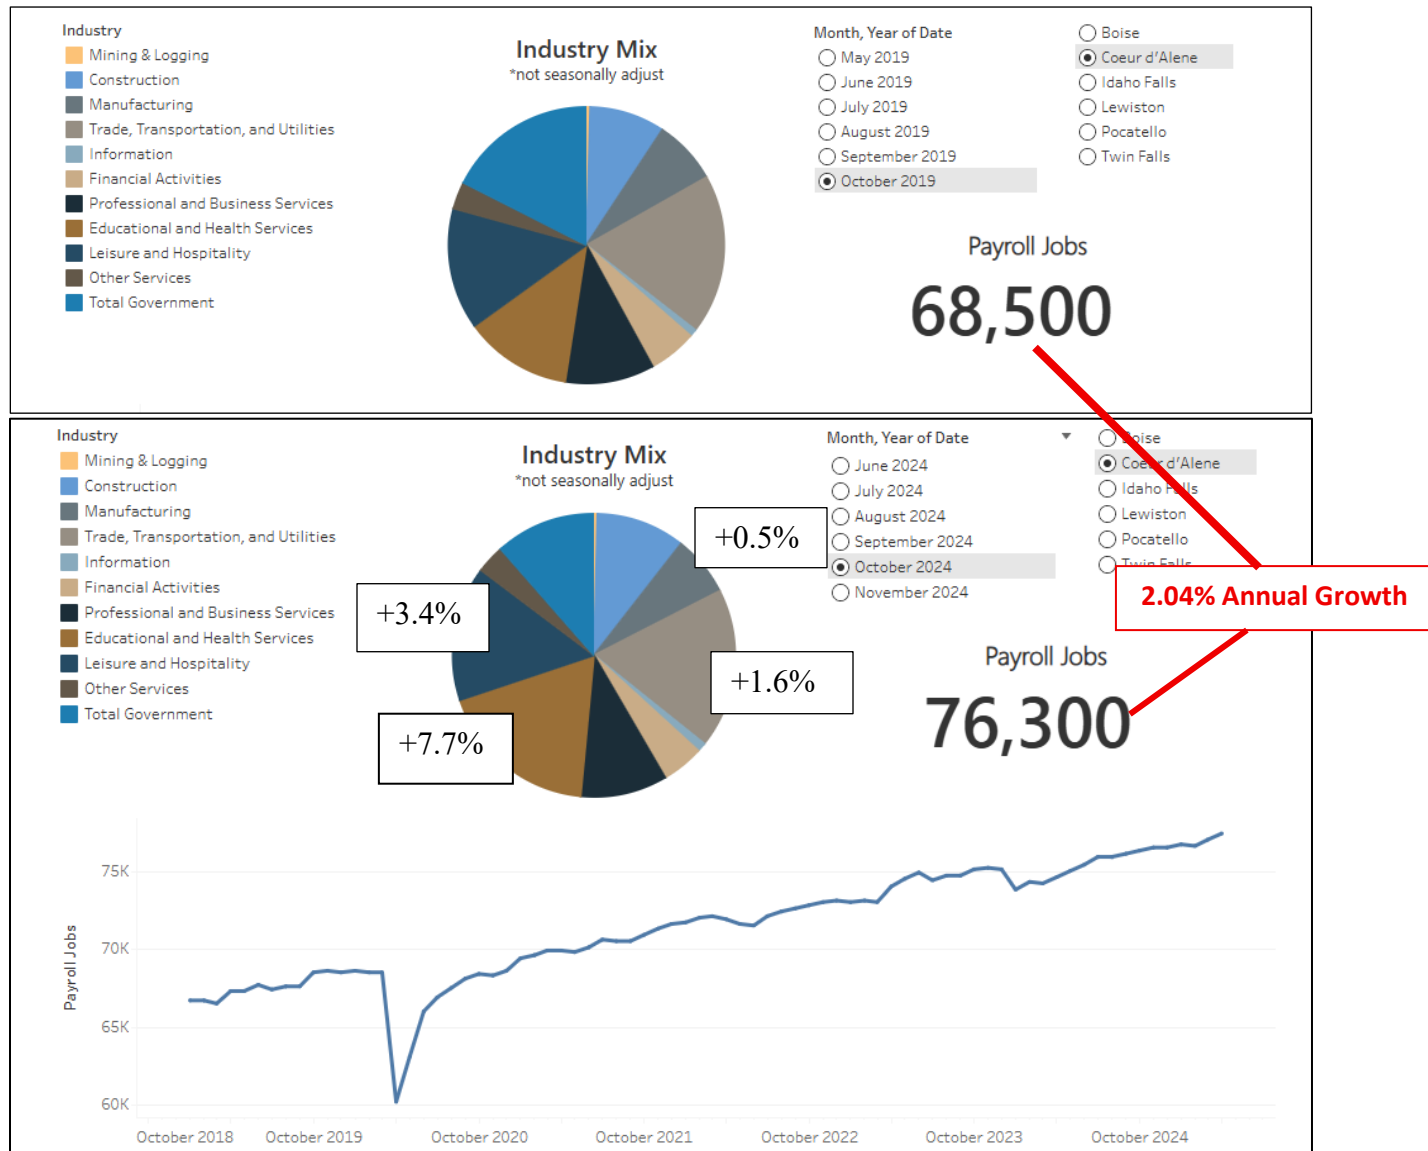 Industry
Mining & Logging
Construction
Manufacturing
Trade, Transportation, and Utilities
Information
Financial Activities
Professional and Business Services
Educational and Health Services
Leisure and Hospitality
Other Services
Total Government
Industry Mix
*not seasonally adjust
Month, Year of Date
May 2019
June 2019
July 2019
August 2019
September 2019
October 2019
Boise
Coeur d'Alene
Idaho Falls
Lewiston
Pocatello
Twin Falls
Payroll Jobs
68,500
Industry
Mining & Logging
Construction
Manufacturing
Trade, Transportation, and Utilities
Information
Financial Activities
Professional and Business Services
Educational and Health Services
Leisure and Hospitality
Other Services
Total Government
Industry Mix
*not seasonally adjust
+0.5%
+3.4%
+1.6%
+7.7%
Month, Year of Date
June 2024
July 2024
August 2024
September 2024
October 2024
November 2024
Boise
Coeur d'Alene
Idaho Falls
Lewiston
Pocatello
Twin Falls
2.04% Annual Growth
Payroll Jobs
76,300
Payroll Jobs
75K
70K
65K
60K
October 2018
October 2019
October 2020
October 2021
October 2022
October 2023
October 2024